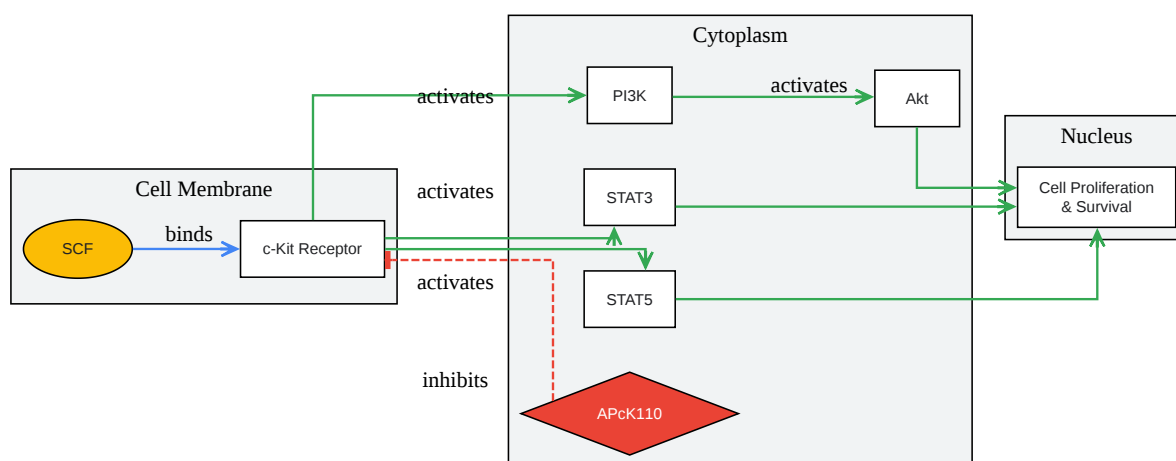 Cytoplasm
activates
PI3K
activates
Akt
Nucleus
Cell Membrane
activates
STAT3
Cell Proliferation
& Survival
SCF
binds
c-Kit Receptor
activates
STAT5
inhibits
APcK110